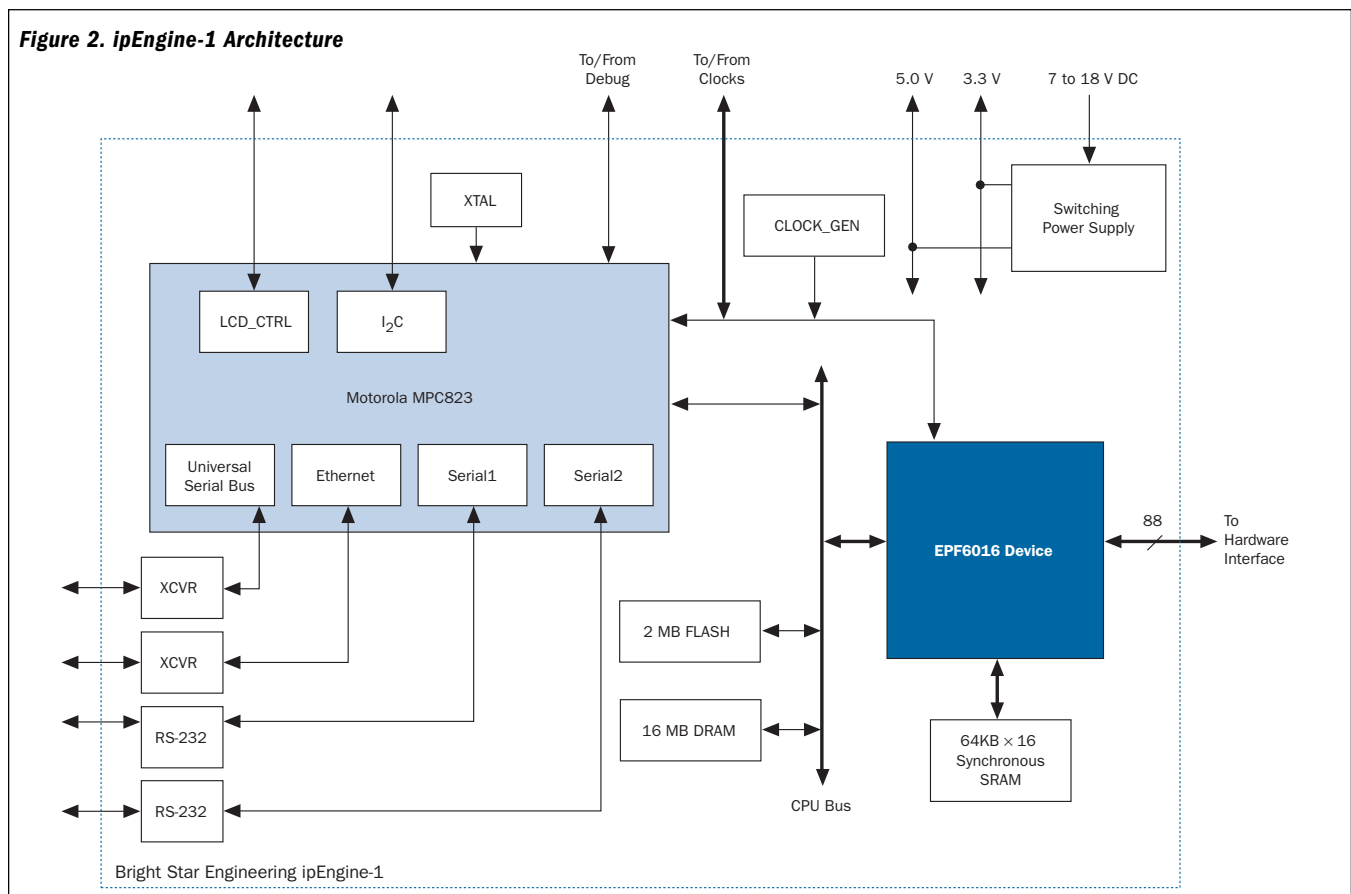 Figure 2. ipEngine-1 Architecture
To/From
Debug
To/From
Clocks
5.0 V
3.3 V
7 to 18 V DC
XTAL
CLOCK_GEN
Switching
Power Supply
LCD_CTRL
I2C
Motorola MPC823
Universal
Serial Bus
Ethernet
Serial1
Serial2
88
To
Hardware
Interface
EPF6016 Device
XCVR
2 MB FLASH
XCVR
16 MB DRAM
RS-232
64KB × 16
Synchronous
SRAM
RS-232
CPU Bus
Bright Star Engineering ipEngine-1